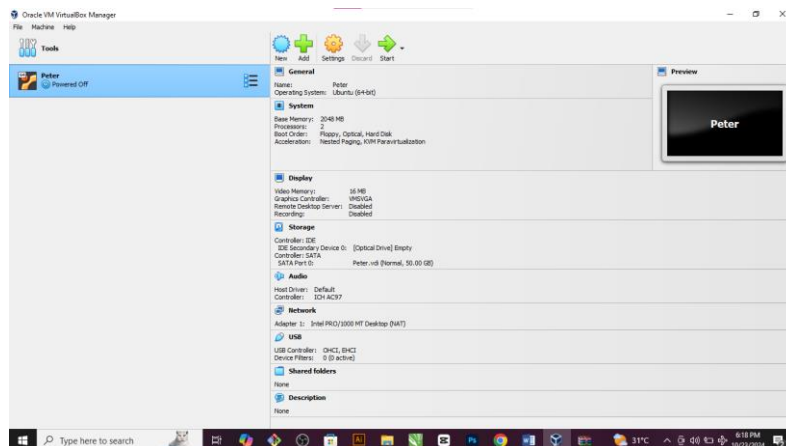 Oracle VM VirtualBox Manager
File Machine Help
Tools
New Add Settings Discard Start
Peter
Powered Off
General
Name: Peter
Operating System: Ubuntu (64-bit)
System
Base Memory: 2048 MB
Processors: 2
Boot Order: Floppy, Optical, Hard Disk
Acceleration: Nested Paging, KVM Paravirtualization
Preview
Peter
Display
Video Memory: 16 MB
Graphics Controller: VMSVGA
Remote Desktop Server: Disabled
Recording: Disabled
Storage
Controller: IDE
IDE Secondary Device 0: [Optical Drive] Empty
Controller: SATA
SATA Port 0: Peter.vdi (Normal, 50.00 GB)
Audio
Host Driver: Default
Controller: ICH AC97
Network
Adapter 1: Intel PRO/1000 MT Desktop (NAT)
USB
USB Controller: OHCI, EHCI
Device Filters: 0 (0 active)
Shared folders
None
Description
None
Type here to search
Ai
Ps
31°C
6:18 PM
10/23/2024